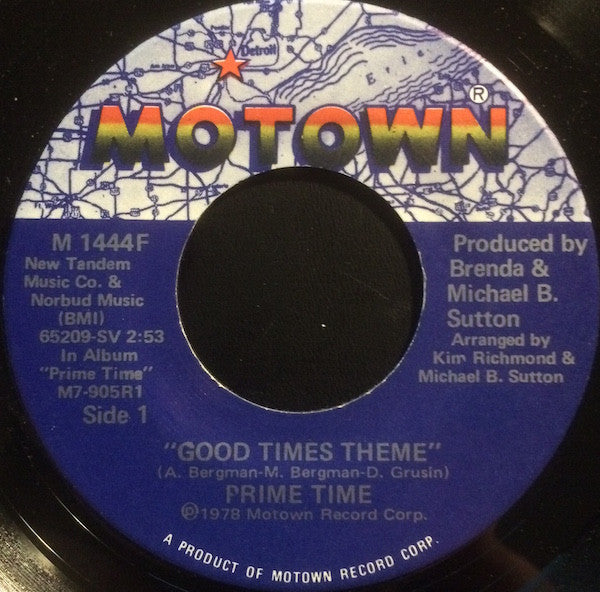 Detroit
Erie
MOTOWN®
M 1444F
New Tandem
Music Co. &
Norbud Music
(BMI)
65209-SV 2:53
In Album
"Prime Time"
M7-905R1
Side 1
Produced by
Brenda &
Michael B.
Sutton
Arranged by
Kim Richmond &
Michael B. Sutton
"GOOD TIMES THEME"
(A. Bergman-M. Bergman-D. Grusin)
PRIME TIME
℗1978 Motown Record Corp.
A PRODUCT OF MOTOWN RECORD CORP.